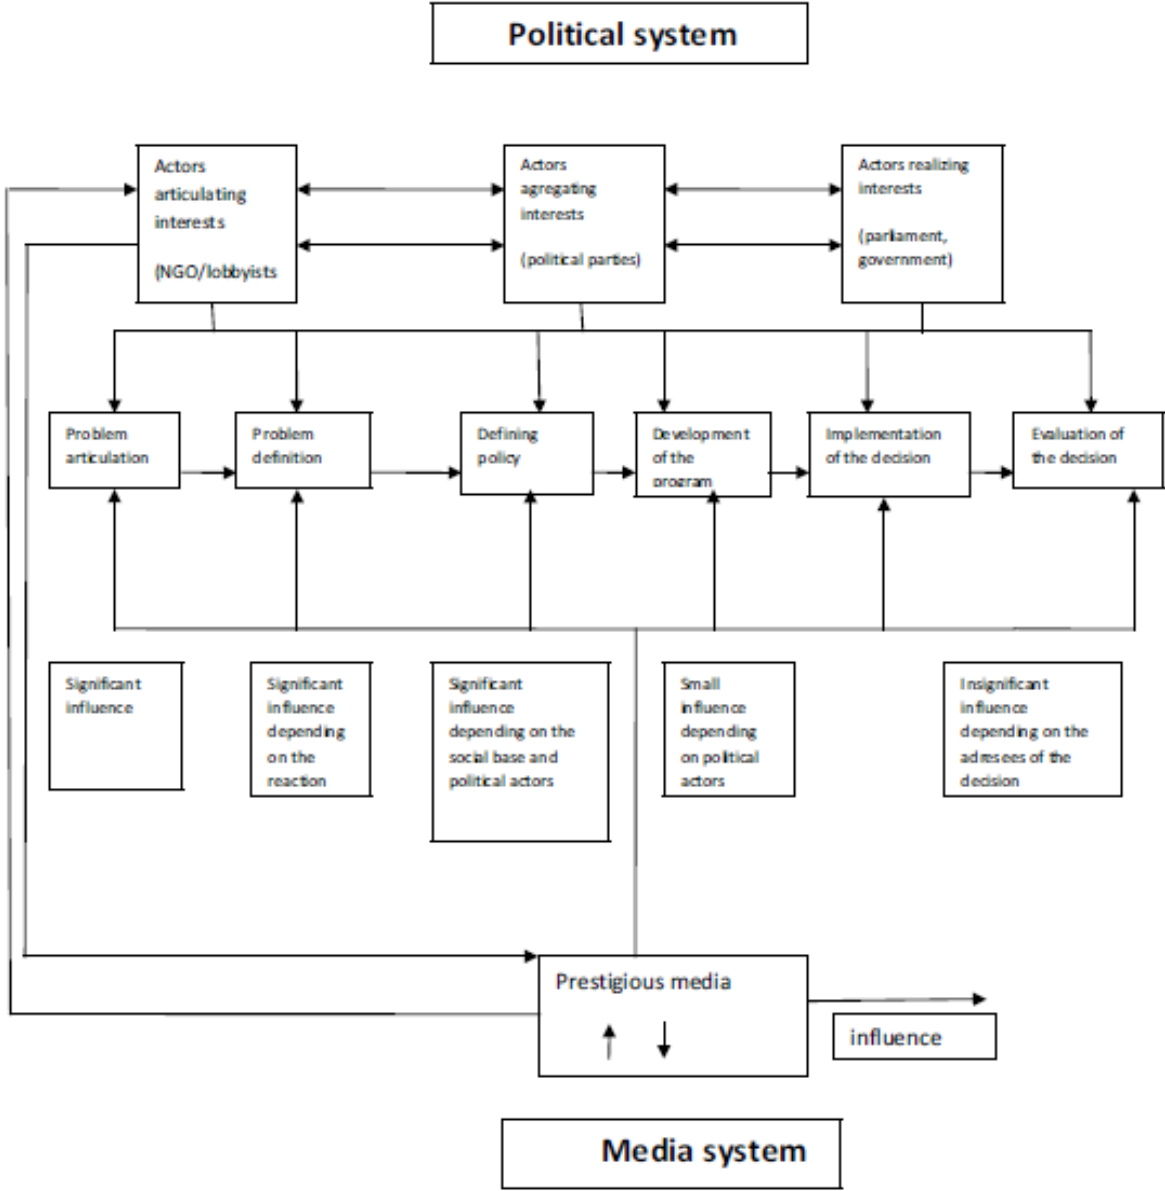 Political system
Actors
articulating
interests
(NGO/lobbyists
Actors
agregating
interests
(political parties)
Actors realizing
interests
(parliament,
government)
Problem
articulation
Problem
definition
Defining
policy
Development
of the
program
Implementation
of the decision
Evaluation of
the decision
Significant
influence
Significant
influence
depending
on the
reaction
Significant
influence
depending on the
social base and
political actors
Small
influence
depending
on political
actors
Insignificant
influence
depending on the
adresees of the
decision
Prestigious media
influence
Media system